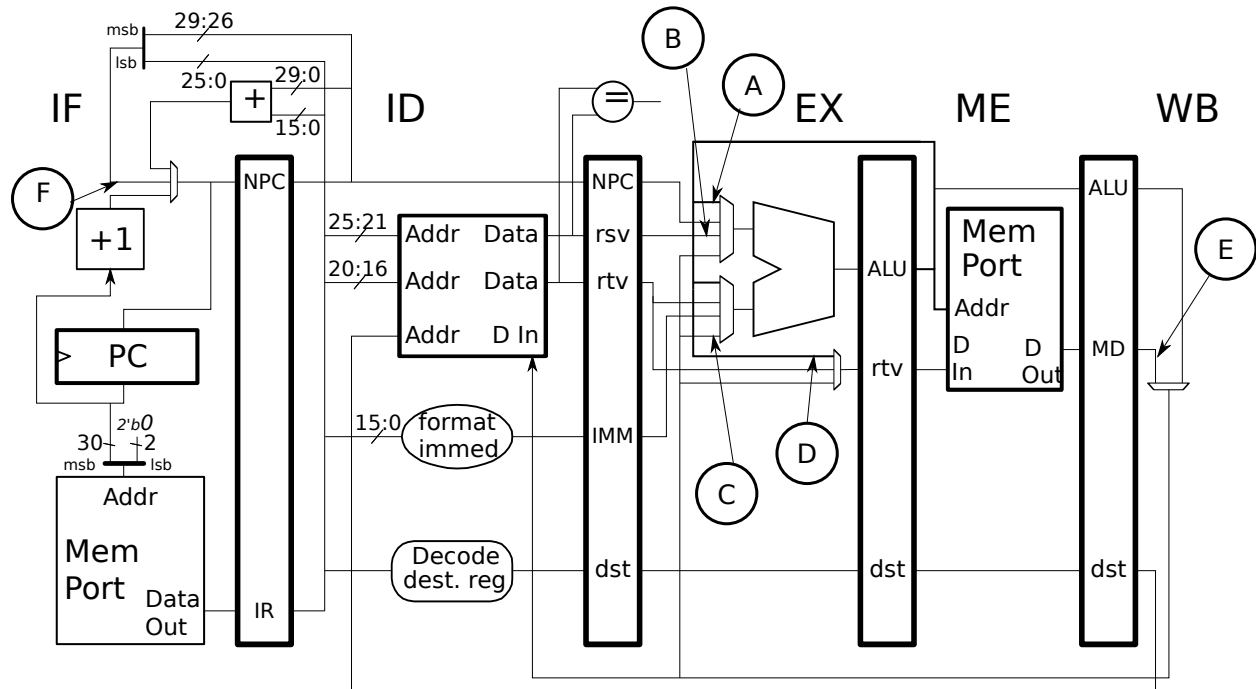 msb
29:26
lsb
25:0
29:0
15:0
+
=
B
A
IF
ID
EX
ME
WB
F
NPC
NPC
ALU
+1
25:21
Addr
Data
rsv
Mem
Port
20:16
Addr
Data
rtv
ALU
E
Addr
Addr
D In
PC
D
In
D
Out
MD
rtv
2'b0
30
2
msb
lsb
15:0
format
immed
IMM
D
C
Addr
Mem
Port
Data
Out
IR
Decode
dest. reg
dst
dst
dst